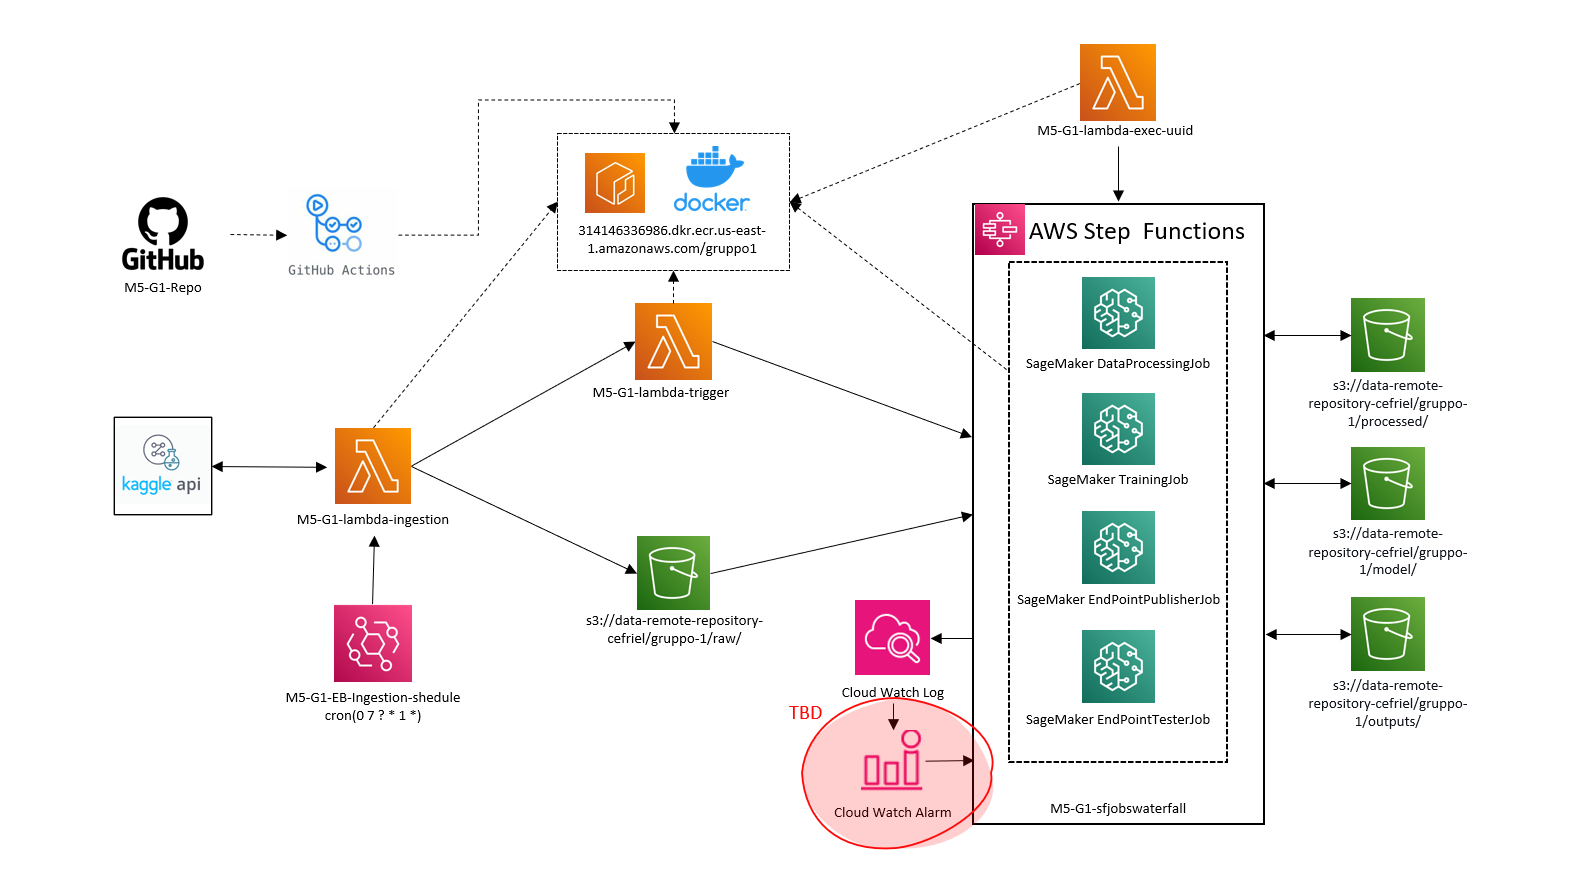 M5-G1-lambda-exec-uuid
docker
314146336986.dkr.ecr.us-east-
1.amazonaws.com/gruppo1
GitHub
M5-G1-Repo
GitHub Actions
AWS Step Functions
SageMaker DataProcessingJob
SageMaker TrainingJob
SageMaker EndPointPublisherJob
SageMaker EndPointTesterJob
M5-G1-sfjobswaterfall
M5-G1-lambda-trigger
kaggle api
M5-G1-lambda-ingestion
M5-G1-EB-Ingestion-shedule
cron(0 7 ? * 1 *)
s3://data-remote-repository-
cefriel/gruppo-1/raw/
Cloud Watch Log
TBD
Cloud Watch Alarm
s3://data-remote-
repository-cefriel/gruppo-
1/processed/
s3://data-remote-
repository-cefriel/gruppo-
1/model/
s3://data-remote-
repository-cefriel/gruppo-
1/outputs/